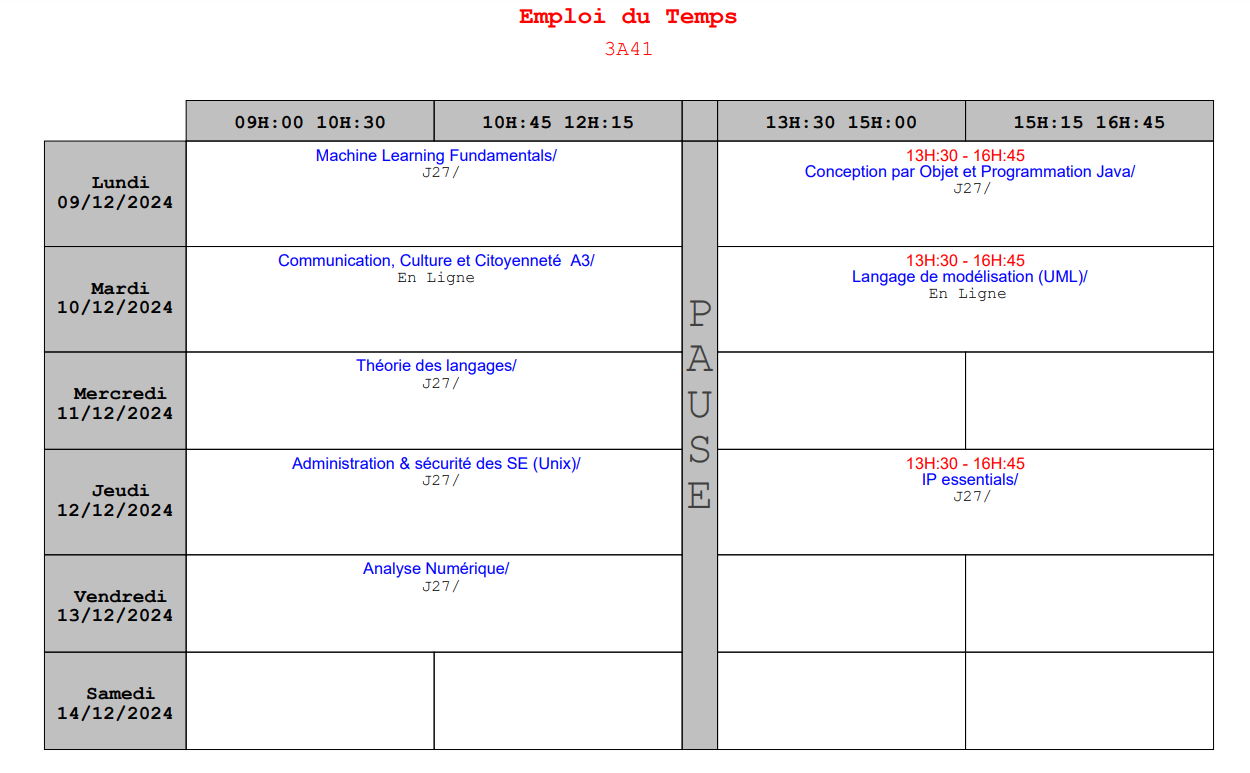 Emploi du Temps
3A41
09H:00 10H:30 10H:45 12H:15 13H:30 15H:00 15H:15 16H:45
Lundi
09/12/2024
Machine Learning Fundamentals/
J27/
13H:30 - 16H:45
Conception par Objet et Programmation Java/
J27/
Mardi
10/12/2024
Communication, Culture et Citoyenneté A3/
En Ligne
13H:30 - 16H:45
Langage de modélisation (UML)/
En Ligne
Mercredi
11/12/2024
Théorie des langages/
J27/
Jeudi
12/12/2024
Administration & sécurité des SE (Unix)/
J27/
13H:30 - 16H:45
IP essentials/
J27/
Vendredi
13/12/2024
Analyse Numérique/
J27/
Samedi
14/12/2024
P
A
U
S
E